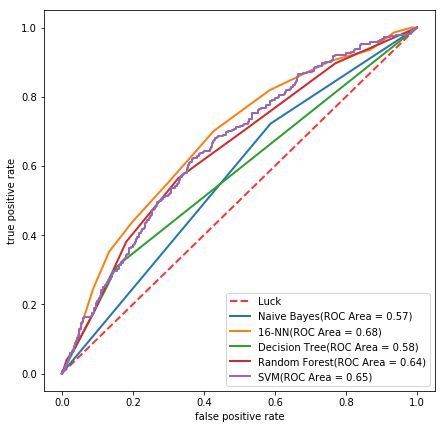 1.0
0.8
0.6
0.4
0.2
0.0
true positive rate
0.0 0.2 0.4 0.6 0.8 1.0
false positive rate
Luck
Naive Bayes(ROC Area = 0.57)
16-NN(ROC Area = 0.68)
Decision Tree(ROC Area = 0.58)
Random Forest(ROC Area = 0.64)
SVM(ROC Area = 0.65)